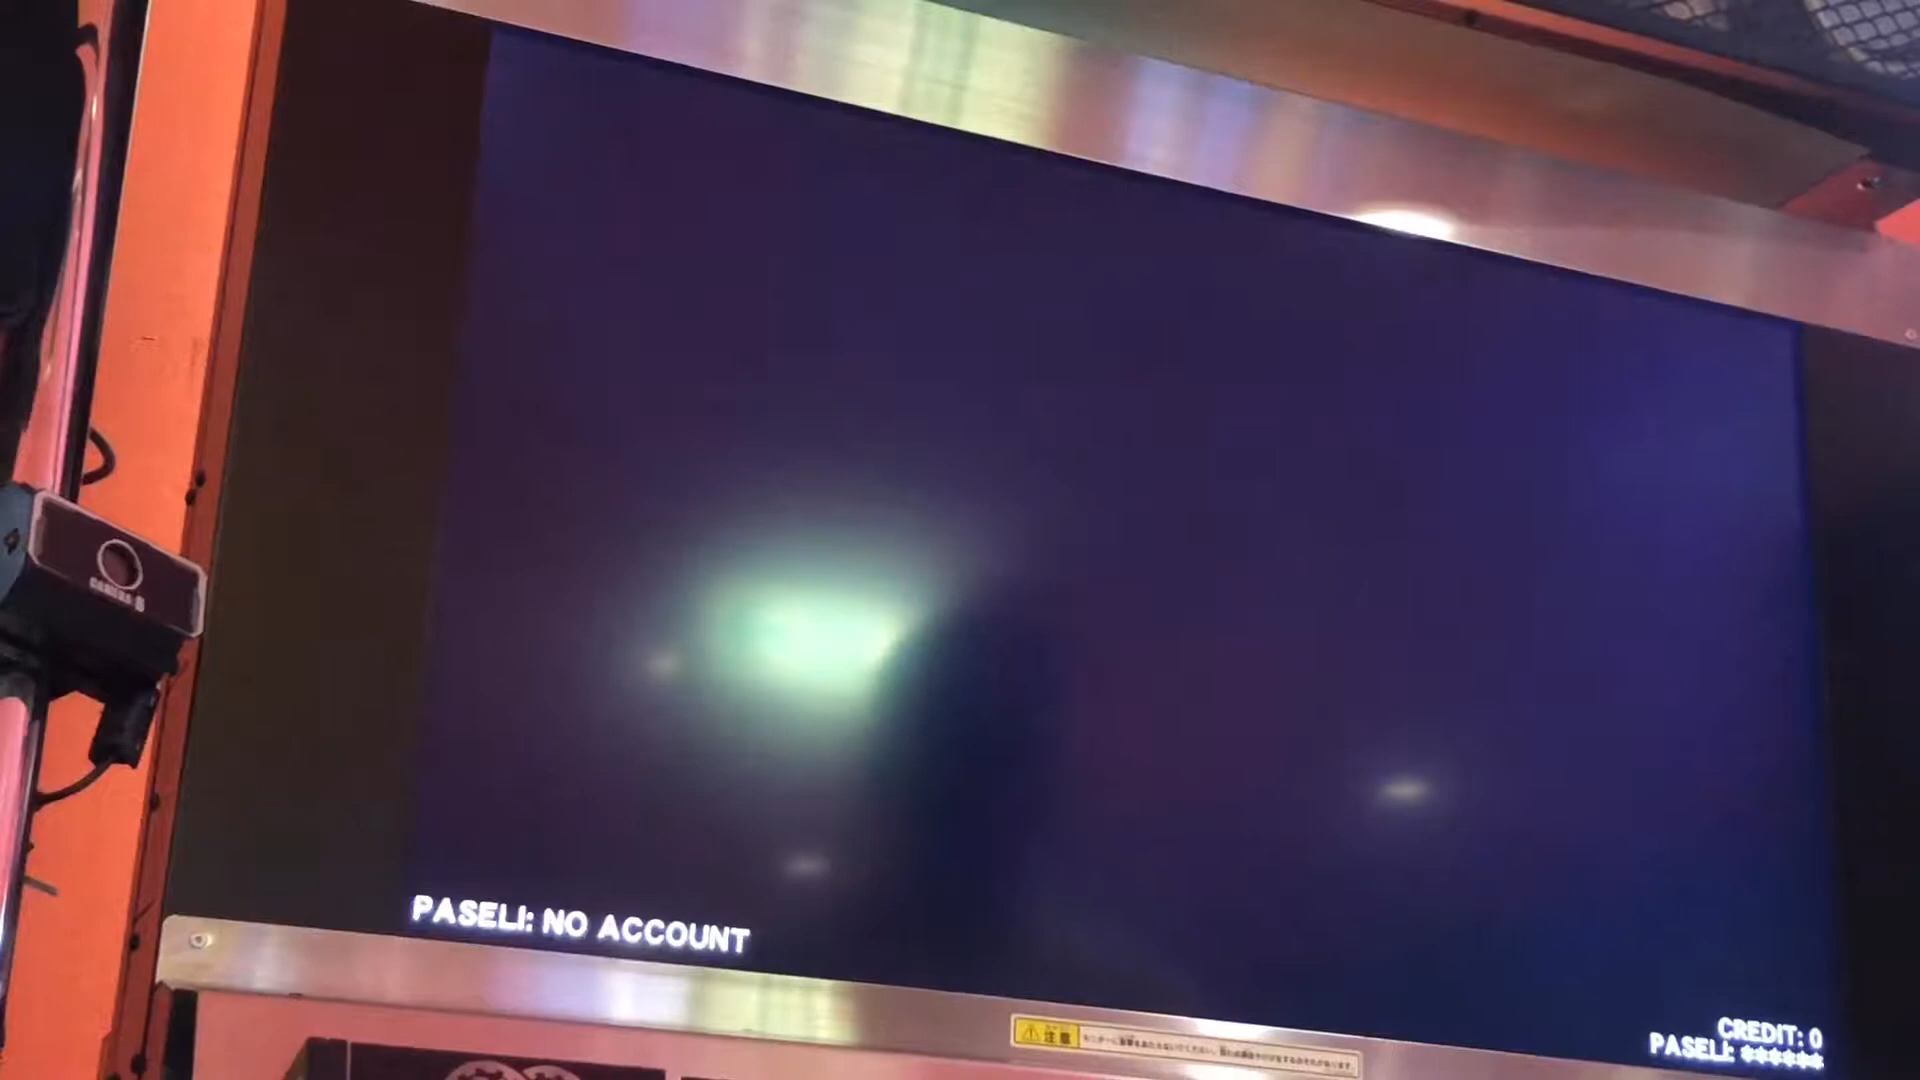 CAMERA B
PASELI: NO ACCOUNT
注意
CREDIT: 0
PASELI: ******